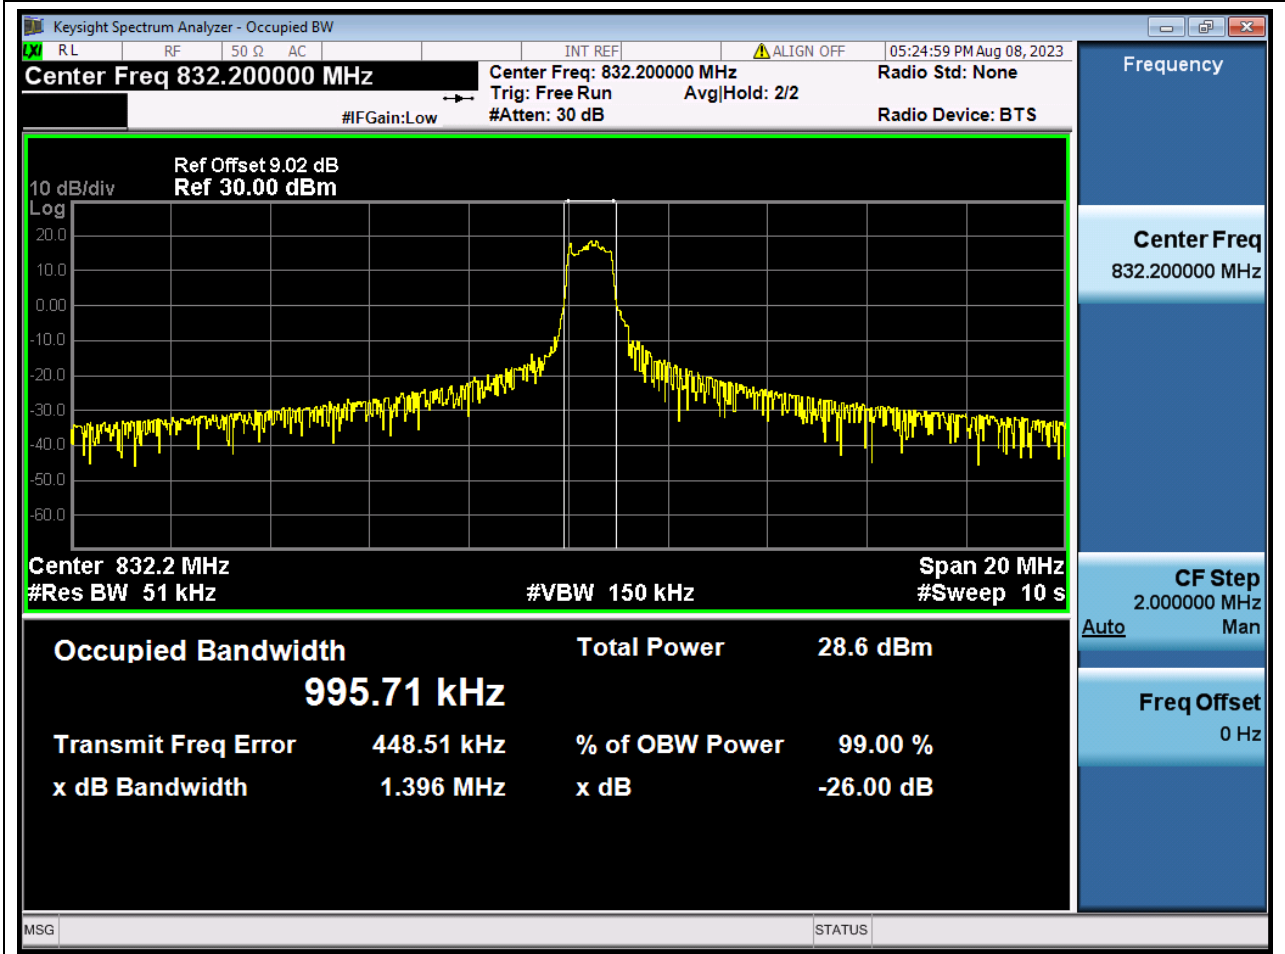 Keysight Spectrum Analyzer - Occupied BW
LXI RL RF 50 Ω AC INT REF ALIGN OFF 05:24:59 PM Aug 08, 2023
Center Freq 832.200000 MHz
Center Freq: 832.200000 MHz Radio Std: None
Trig: Free Run Avg|Hold: 2/2
#IFGain:Low #Atten: 30 dB Radio Device: BTS
Ref Offset 9.02 dB
10 dB/div Ref 30.00 dBm
Log
20.0
10.0
0.00
-10.0
-20.0
-30.0
-40.0
-50.0
-60.0
Center 832.2 MHz Span 20 MHz
#Res BW 51 kHz #VBW 150 kHz #Sweep 10 s
Occupied Bandwidth Total Power 28.6 dBm
995.71 kHz
Transmit Freq Error 448.51 kHz % of OBW Power 99.00 %
x dB Bandwidth 1.396 MHz x dB -26.00 dB
MSG STATUS
Frequency
Center Freq
832.200000 MHz
CF Step
2.000000 MHz
Auto Man
Freq Offset
0 Hz